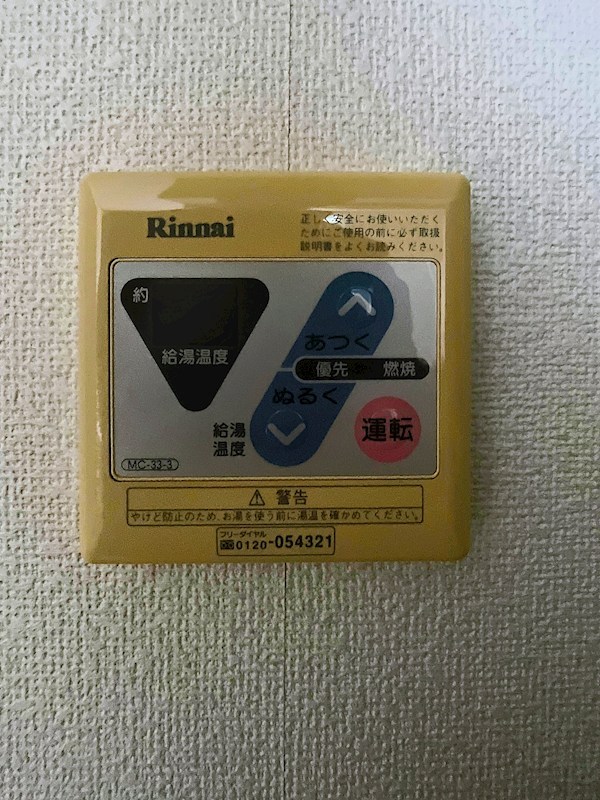 Rinnai
正しく安全にお使いいただく
ためにご使用の前に必ず取扱
説明書をよくお読みください。
約
給湯温度
あつく
優先 燃焼
ぬるく
給湯
温度
運転
MC-33-3
警告
やけど防止のため、お湯を使う前に湯温を確かめてください。
フリーダイヤル
0120-054321